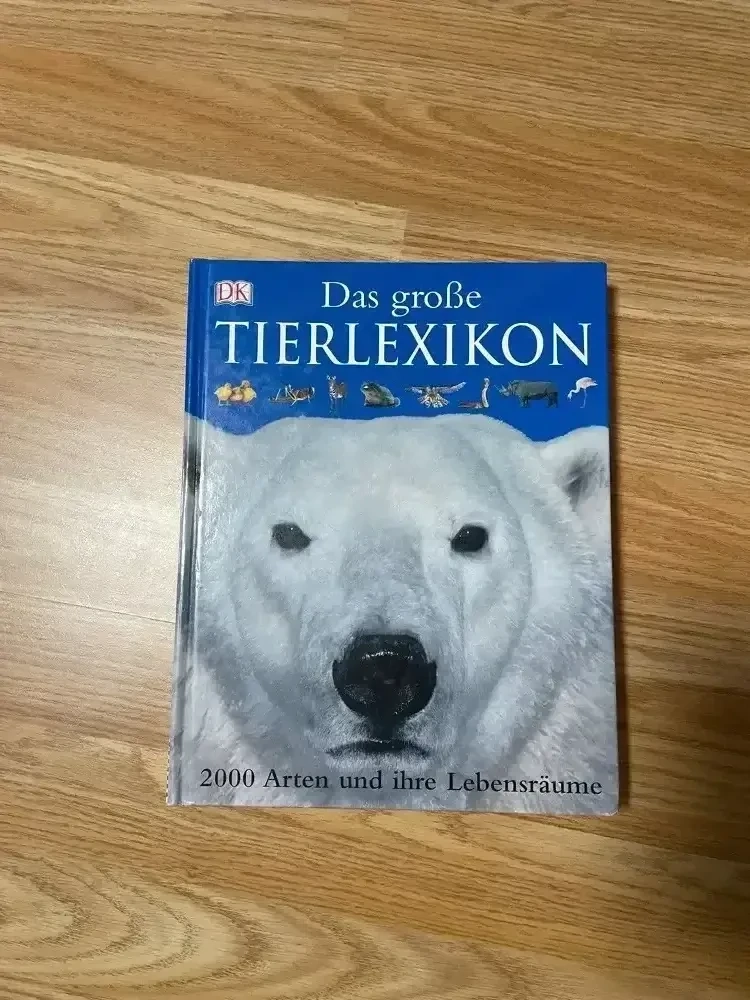 DK
Das große
TIERLEXIKON
2000 Arten und ihre Lebensräume